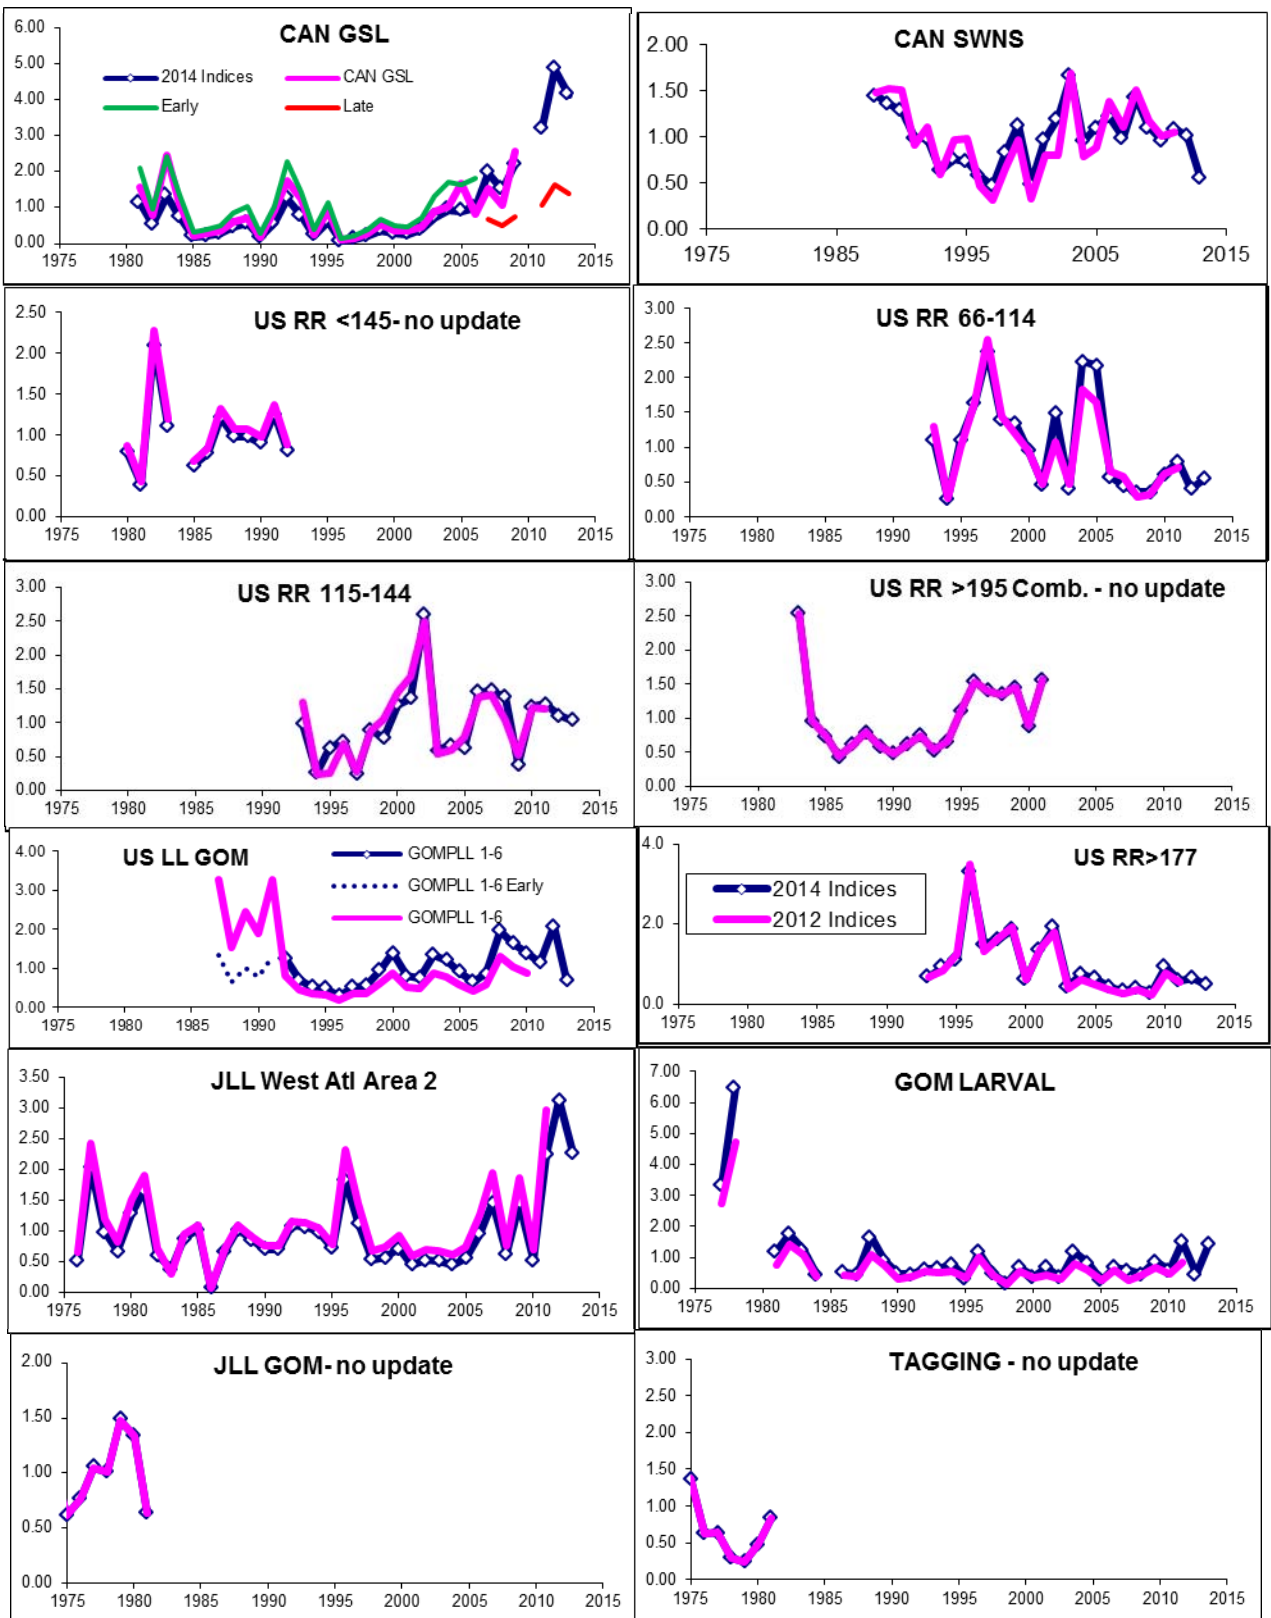 CAN GSL
2014 Indices
CAN GSL
Early
Late
6.00
5.00
4.00
3.00
2.00
1.00
0.00
1975 1980 1985 1990 1995 2000 2005 2010 2015
CAN SWNS
2.00
1.50
1.00
0.50
0.00
1975 1985 1995 2005 2015
US RR <145- no update
2.50
2.00
1.50
1.00
0.50
0.00
1975 1980 1985 1990 1995 2000 2005 2010 2015
US RR 66-114
3.00
2.50
2.00
1.50
1.00
0.50
0.00
1975 1980 1985 1990 1995 2000 2005 2010 2015
US RR 115-144
3.00
2.50
2.00
1.50
1.00
0.50
0.00
1975 1980 1985 1990 1995 2000 2005 2010 2015
US RR >195 Comb. - no update
3.00
2.50
2.00
1.50
1.00
0.50
0.00
1975 1980 1985 1990 1995 2000 2005 2010 2015
US LL GOM
GOMPLL 1-6
GOMPLL 1-6 Early
GOMPLL 1-6
4.00
3.00
2.00
1.00
0.00
1975 1980 1985 1990 1995 2000 2005 2010 2015
US RR>177
2014 Indices
2012 Indices
4.0
2.0
0.0
1975 1980 1985 1990 1995 2000 2005 2010 2015
JLL West Atl Area 2
3.50
3.00
2.50
2.00
1.50
1.00
0.50
0.00
1975 1980 1985 1990 1995 2000 2005 2010 2015
GOM LARVAL
7.00
6.00
5.00
4.00
3.00
2.00
1.00
0.00
1975 1980 1985 1990 1995 2000 2005 2010 2015
JLL GOM- no update
2.00
1.50
1.00
0.50
0.00
1975 1980 1985 1990 1995 2000 2005 2010 2015
TAGGING - no update
3.00
2.50
2.00
1.50
1.00
0.50
0.00
1975 1980 1985 1990 1995 2000 2005 2010 2015